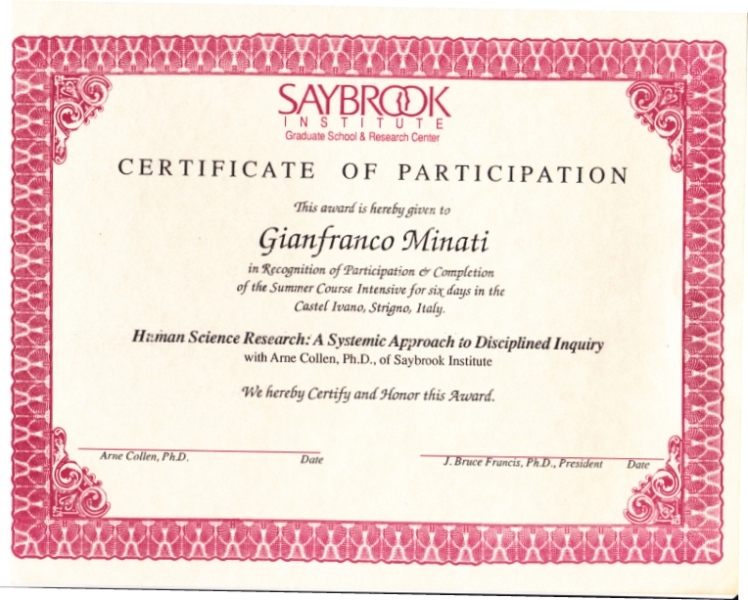 SAYBROOK
INSTITUTE
Graduate School & Research Center
CERTIFICATE OF PARTICIPATION
This award is hereby given to
Gianfranco Minati
in Recognition of Participation & Completion
of the Summer Course Intensive for six days in the
Castel Ivano, Strigno, Italy.
Human Science Research: A Systemic Approach to Disciplined Inquiry
with Arne Collen, Ph.D., of Saybrook Institute
We hereby Certify and Honor this Award.
Arne Collen, Ph.D. Date J. Bruce Francis, Ph.D., President Date